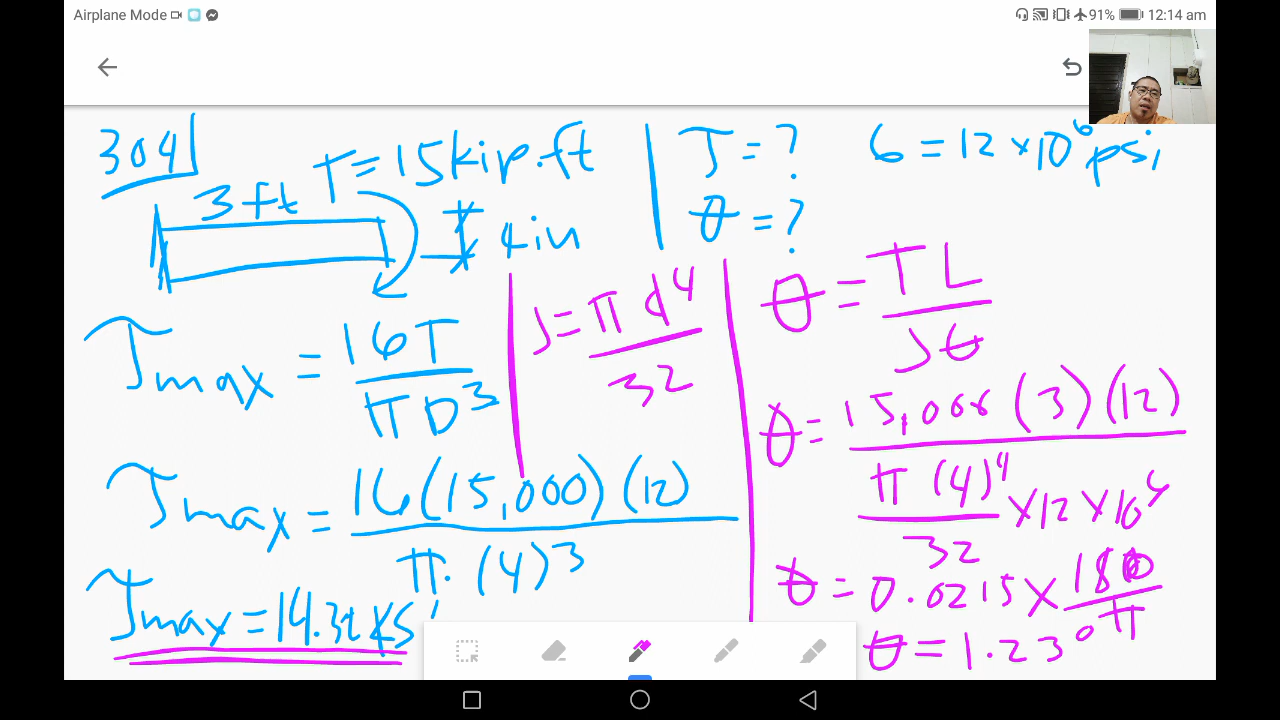 Airplane Mode
91% 12:14 am
304
T = 15 kip.ft
3 ft
4 in
τ = ?
θ = ?
G = 12 × 10⁶ psi
τmax = 16T / πD³
τmax = 16(15,000)(12) / π·(4)³
τmax = 14.32 ksi
J = πd⁴ / 32
θ = TL / JG
θ = 15,000 (3)(12) / π(4)⁴/32 × 12 × 10⁶
θ = 0.0215 × 180/π
θ = 1.23°